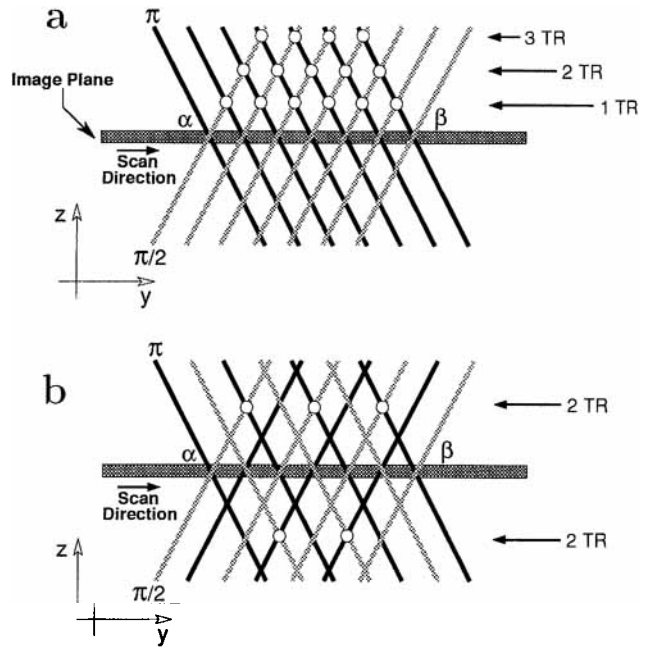 a
π
3 TR
2 TR
1 TR
Image Plane
α
β
Scan
Direction
z
π/2
y
b
π
2 TR
α
β
Scan
Direction
2 TR
z
π/2
y